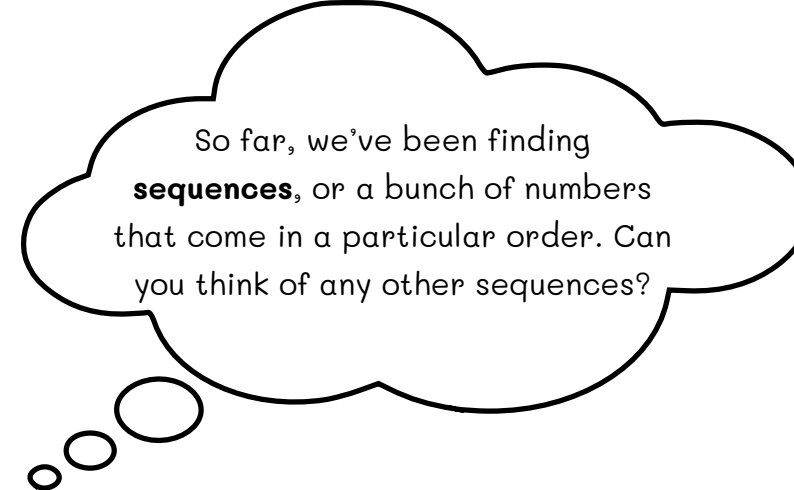 So far, we've been finding
sequences, or a bunch of numbers
that come in a particular order. Can
you think of any other sequences?